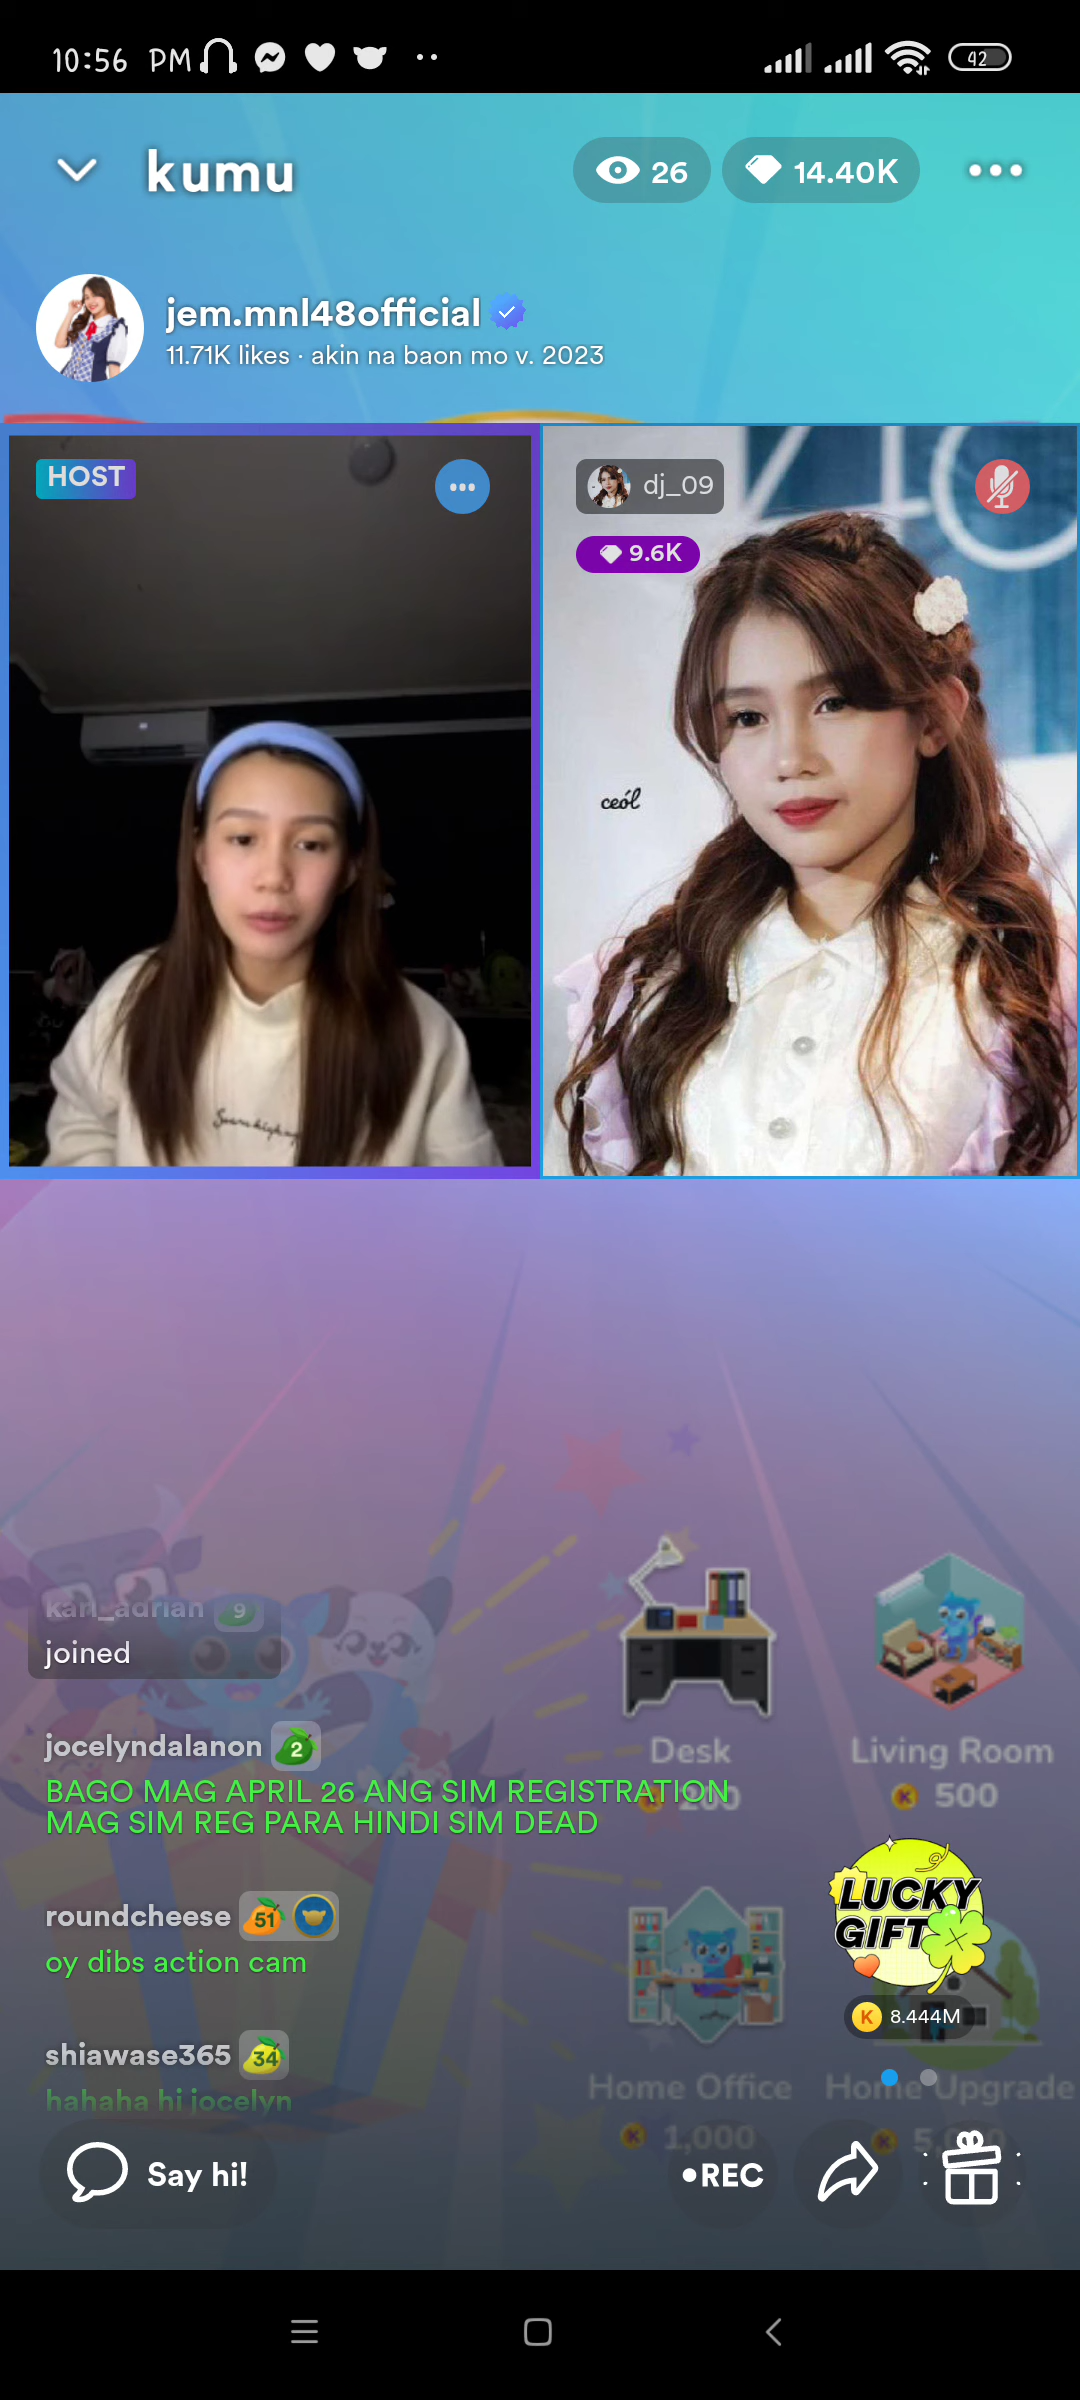 10:56 PM
42
kumu
26
14.40K
jem.mnl48official
11.71K likes · akin na baon mo v. 2023
HOST
dj_09
9.6K
ceól
karl_adrian 9
joined
jocelyndalanon 2
BAGO MAG APRIL 26 ANG SIM REGISTRATION
MAG SIM REG PARA HINDI SIM DEAD
roundcheese 51
oy dibs action cam
shiawase365 34
hahaha hi jocelyn
Desk
200
Living Room
500
LUCKY
GIFT
K 8.444M
Home Office
1,000
Home Upgrade
Say hi!
REC